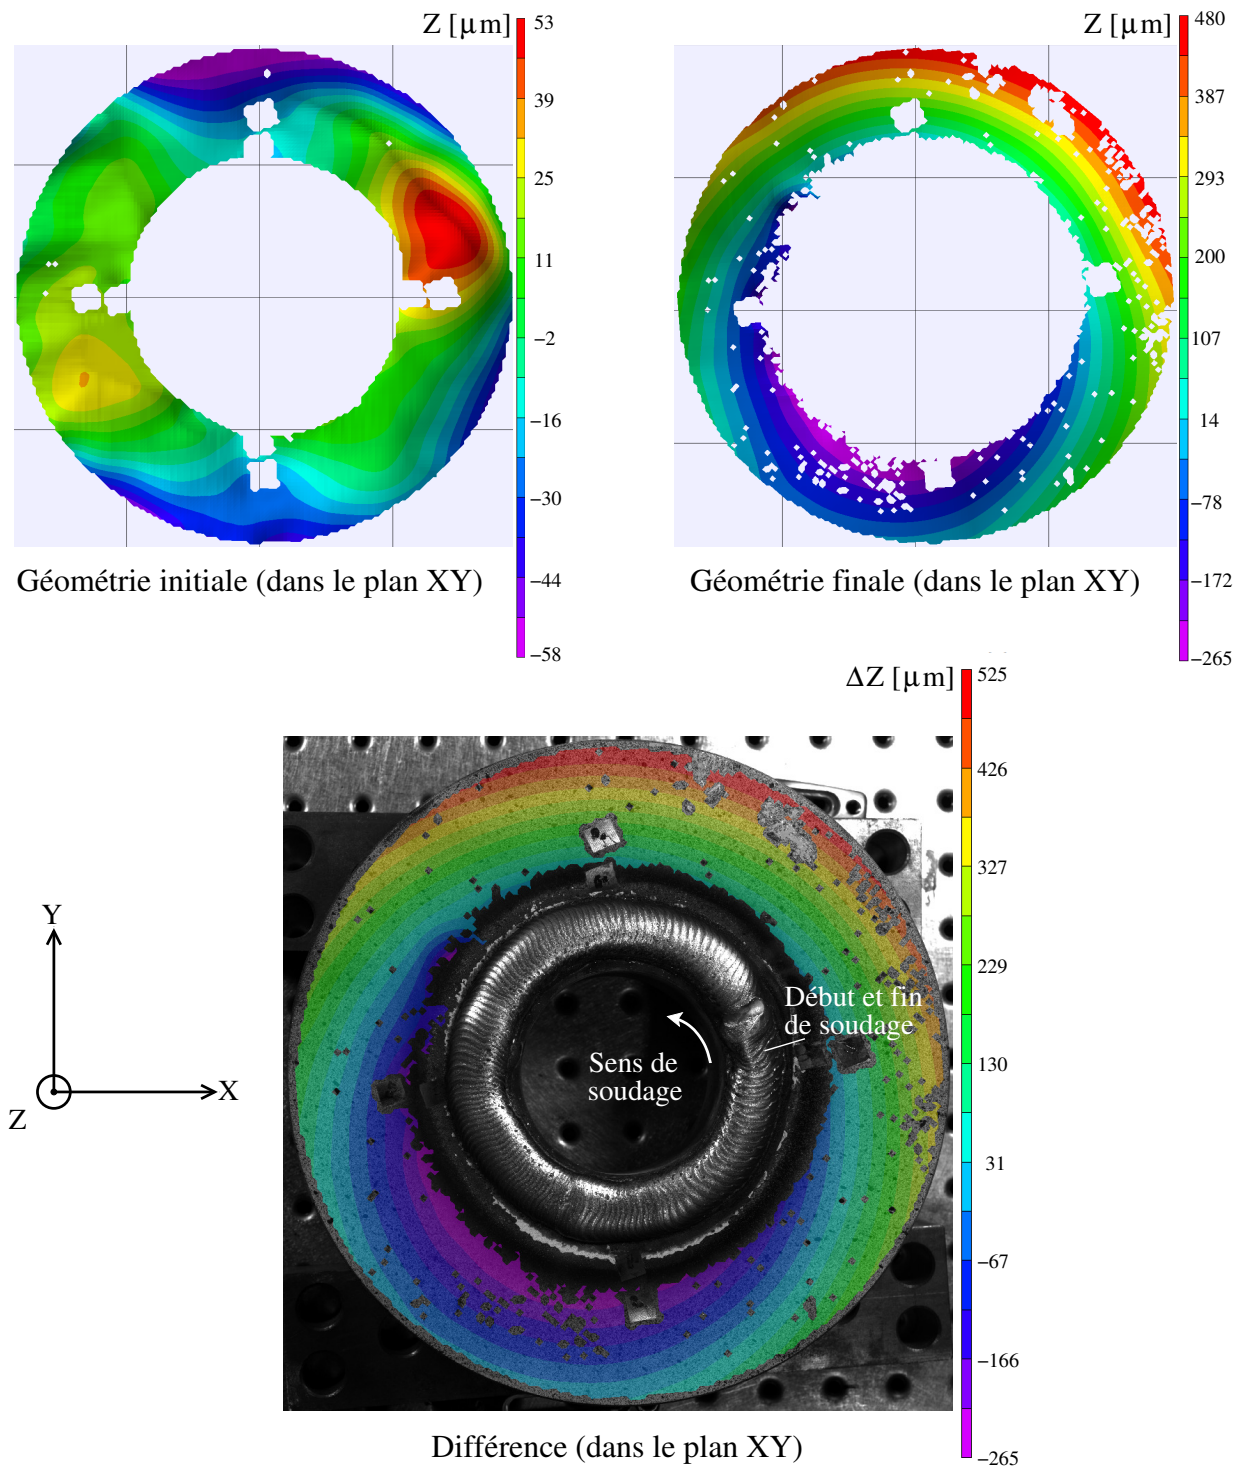 Z [µm]
53
39
25
11
−2
−16
−30
−44
−58
Géométrie initiale (dans le plan XY)
Z [µm]
480
387
293
200
107
14
−78
−172
−265
Géométrie finale (dans le plan XY)
ΔZ [µm]
525
426
327
229
130
31
−67
−166
−265
Y
X
Z
Début et fin
de soudage
Sens de
soudage
Différence (dans le plan XY)